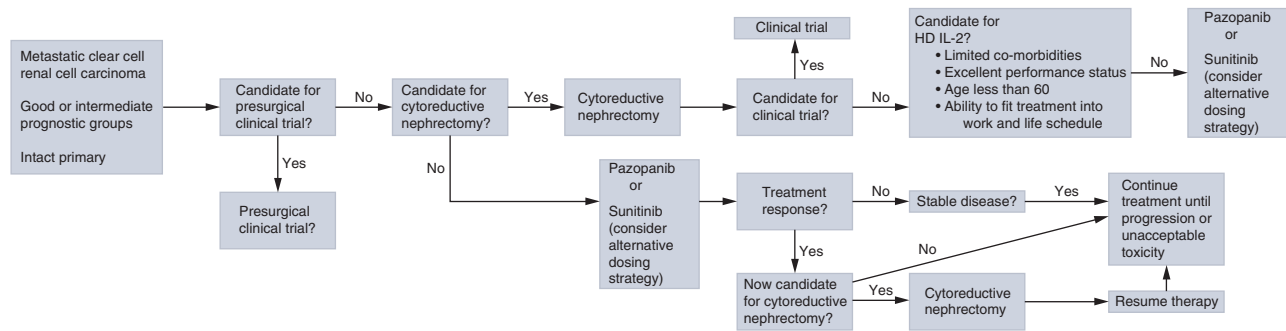 Metastatic clear cell
renal cell carcinoma
Good or intermediate
prognostic groups
Intact primary
Candidate for
presurgical
clinical trial?
Yes
Presurgical
clinical trial?
No
Candidate for
cytoreductive
nephrectomy?
Yes
Cytoreductive
nephrectomy
Candidate for
clinical trial?
Yes
Clinical trial
No
Candidate for
HD IL-2?
• Limited co-morbidities
• Excellent performance status
• Age less than 60
• Ability to fit treatment into
work and life schedule
No
Pazopanib
or
Sunitinib
(consider
alternative
dosing
strategy)
No
Pazopanib
or
Sunitinib
(consider
alternative
dosing
strategy)
Treatment
response?
No
Stable disease?
Yes
Continue
treatment until
progression or
unacceptable
toxicity
Yes
No
Now candidate
for cytoreductive
nephrectomy?
Yes
Cytoreductive
nephrectomy
Resume therapy